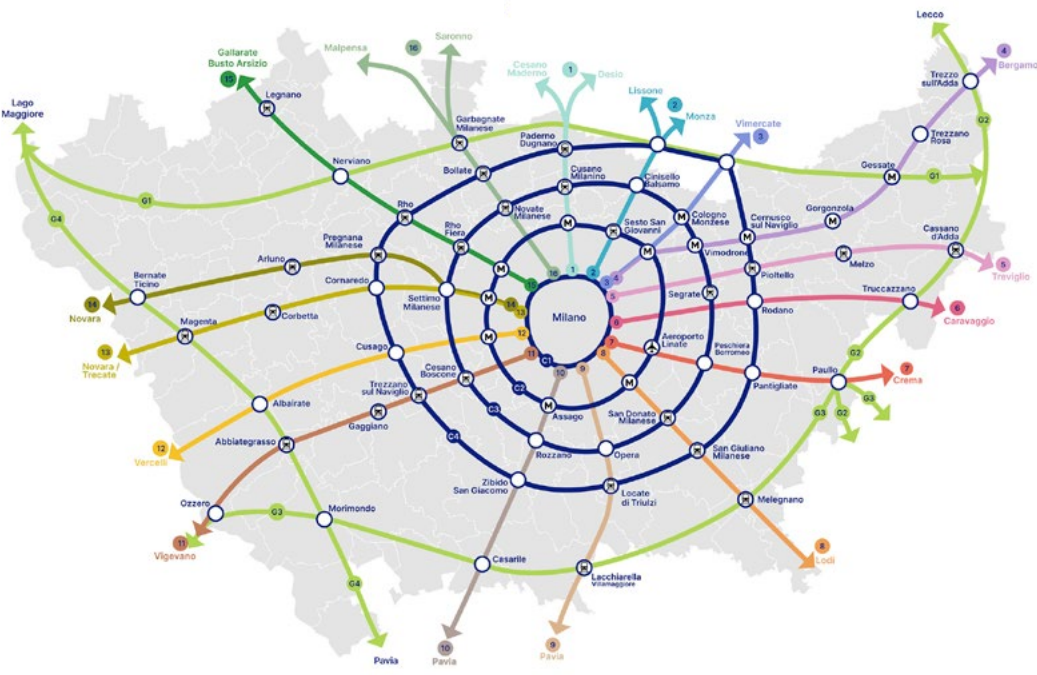 Lecco
Saronno
16
Malpensa
Gallarate
Busto Arsizio
15
Cesano
Maderno
1
Desio
4
Bergamo
Lissone
2
Monza
Trezzo
sull'Adda
Legnano
Lago
Maggiore
Vimercate
3
G2
Garbagnate
Milanese
Paderno
Dugnano
Trezzano
Rosa
Nerviano
Bollate
Cusano
Milanino
Cinisello
Balsamo
Gessate
G1
G1
G4
Rho
Novate
Milanese
Sesto San
Giovanni
Cologno
Monzese
Cernusco
sul Naviglio
Gorgonzola
Pregnana
Milanese
Rho
Fiera
M
M
M
M
M
M
Vimodrone
Cassano
d'Adda
Arluno
Melzo
5
Treviglio
Bernate
Ticino
Cornaredo
Settimo
Milanese
M
16
1
2
3
4
5
15
14
13
Pioltello
Segrate
Truccazzano
14
Novara
Corbetta
M
Milano
6
Rodano
6
Caravaggio
Magenta
M
12
7
Aeroporto
Linate
13
Novara /
Trecate
Cusago
11
C1
8
Peschiera
Borromeo
G2
Cesano
Boscone
10
9
Pantigliate
Paullo
7
Crema
Trezzano
sul Naviglio
C2
M
Albairate
C3
M
Assago
San Donato
Milanese
G3
G2
G3
Gaggiano
12
Vercelli
Abbiategrasso
C4
Rozzano
Opera
San Giuliano
Milanese
Zibido
San Giacomo
Locate
di Triulzi
Melegnano
Ozzero
G3
Morimondo
11
Vigevano
8
Lodi
Casarile
Lacchiarella
Villamaggiore
G4
10
Pavia
9
Pavia
Pavia